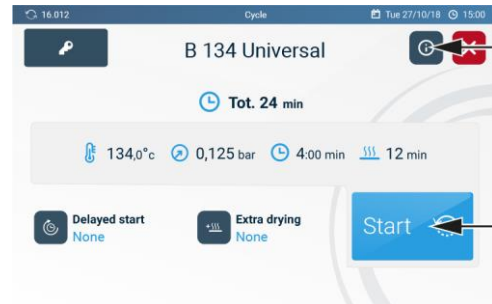 16.012 Cycle Tue 27/10/18 15:00
B 134 Universal
Tot. 24 min
134,0°c 0,125 bar 4:00 min 12 min
Delayed start
None
Extra drying
None
Start